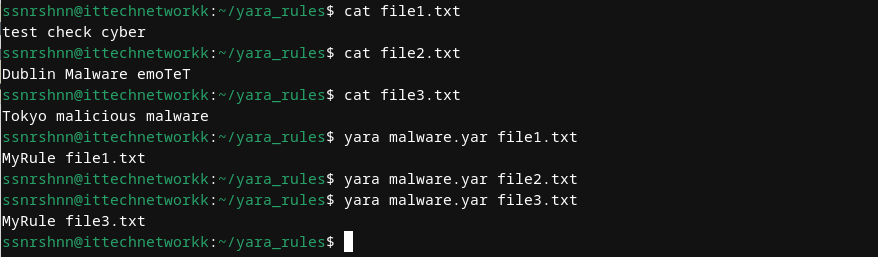 ssnrshnn@ittechnetworkk:~/yara_rules$ cat file1.txt
test check cyber
ssnrshnn@ittechnetworkk:~/yara_rules$ cat file2.txt
Dublin Malware emoTeT
ssnrshnn@ittechnetworkk:~/yara_rules$ cat file3.txt
Tokyo malicious malware
ssnrshnn@ittechnetworkk:~/yara_rules$ yara malware.yar file1.txt
MyRule file1.txt
ssnrshnn@ittechnetworkk:~/yara_rules$ yara malware.yar file2.txt
ssnrshnn@ittechnetworkk:~/yara_rules$ yara malware.yar file3.txt
MyRule file3.txt
ssnrshnn@ittechnetworkk:~/yara_rules$